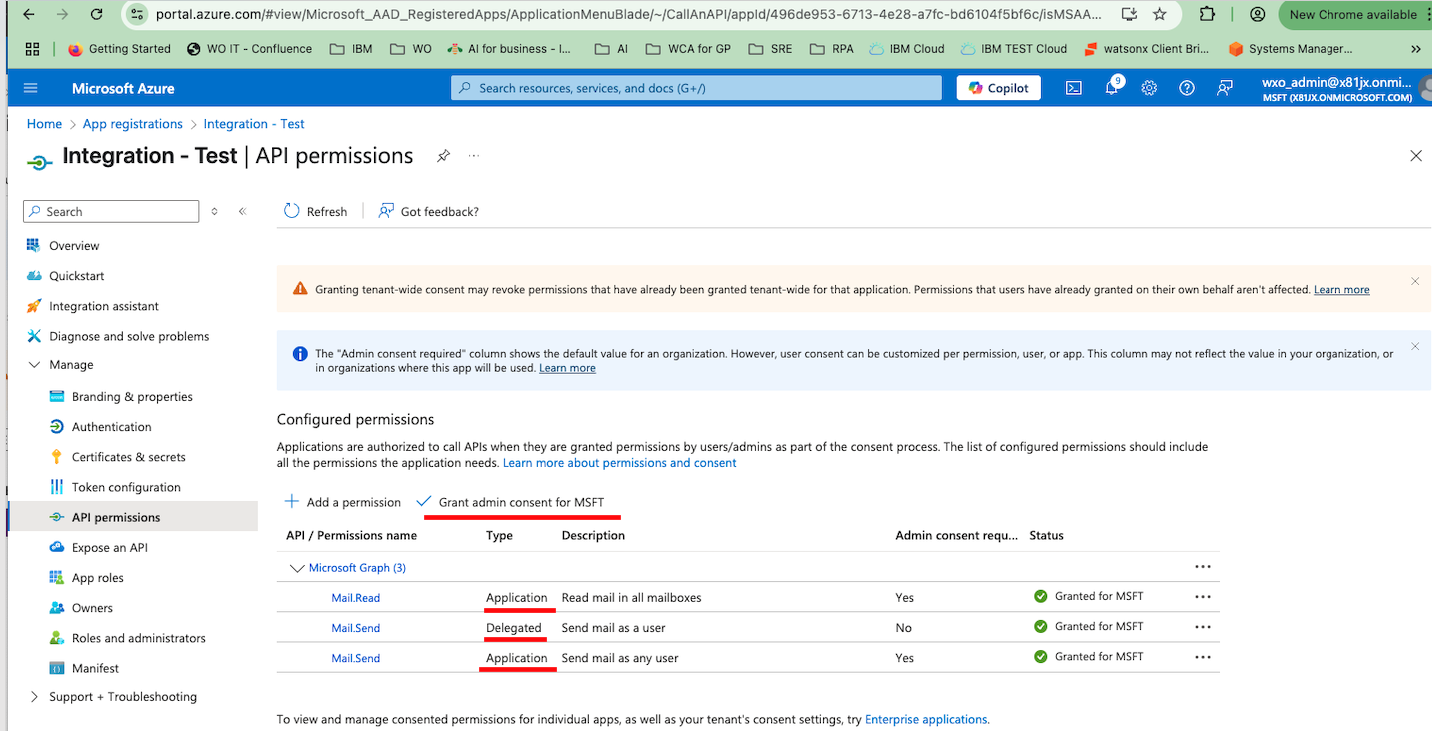 portal.azure.com/#view/Microsoft_AAD_RegisteredApps/ApplicationMenuBlade/~/CallAnAPI/appId/496de953-6713-4e28-a7fc-bd6104f5bf6c/isMSAA...
New Chrome available
Getting Started
WO IT - Confluence
IBM
WO
AI for business - I...
AI
WCA for GP
SRE
RPA
IBM Cloud
IBM TEST Cloud
watsonx Client Bri...
Systems Manager...
»
Microsoft Azure
Search resources, services, and docs (G+/)
Copilot
9
wxo_admin@x81jx.onmi...
MSFT (X81JX.ONMICROSOFT.COM)
Home > App registrations > Integration - Test
Integration - Test | API permissions
...
Search
«
Refresh
Got feedback?
Overview
Quickstart
Integration assistant
Diagnose and solve problems
Manage
Branding & properties
Authentication
Certificates & secrets
Token configuration
API permissions
Expose an API
App roles
Owners
Roles and administrators
Manifest
Support + Troubleshooting
Granting tenant-wide consent may revoke permissions that have already been granted tenant-wide for that application. Permissions that users have already granted on their own behalf aren't affected. Learn more
The "Admin consent required" column shows the default value for an organization. However, user consent can be customized per permission, user, or app. This column may not reflect the value in your organization, or
in organizations where this app will be used. Learn more
Configured permissions
Applications are authorized to call APIs when they are granted permissions by users/admins as part of the consent process. The list of configured permissions should include
all the permissions the application needs. Learn more about permissions and consent
Add a permission
Grant admin consent for MSFT
API / Permissions name Type Description Admin consent requ... Status
Microsoft Graph (3) ...
Mail.Read Application Read mail in all mailboxes Yes Granted for MSFT ...
Mail.Send Delegated Send mail as a user No Granted for MSFT ...
Mail.Send Application Send mail as any user Yes Granted for MSFT ...
To view and manage consented permissions for individual apps, as well as your tenant's consent settings, try Enterprise applications.